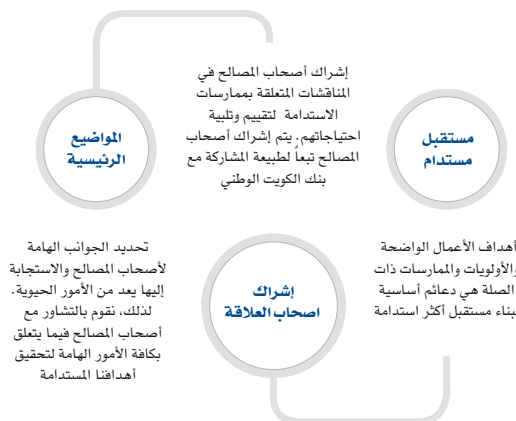 مستقبل
مستدام
أهداف الأعمال الواضحة
والأولويات والممارسات ذات
الصلة هي دعائم أساسية
لبناء مستقبل أكثر استدامة
إشراك أصحاب المصالح في
المناقشات المتعلقة بممارسات
الاستدامة لتقييم وتلبية
احتياجاتهم. يتم إشراك أصحاب
المصالح تبعاً لطبيعة المشاركة مع
بنك الكويت الوطني
إشراك
اصحاب العلاقة
المواضيع
الرئيسية
تحديد الجوانب الهامة
لأصحاب المصالح والاستجابة
إليها يعد من الأمور الحيوية.
لذلك، نقوم بالتشاور مع
أصحاب المصالح فيما يتعلق
بكافة الأمور الهامة لتحقيق
أهدافنا المستدامة